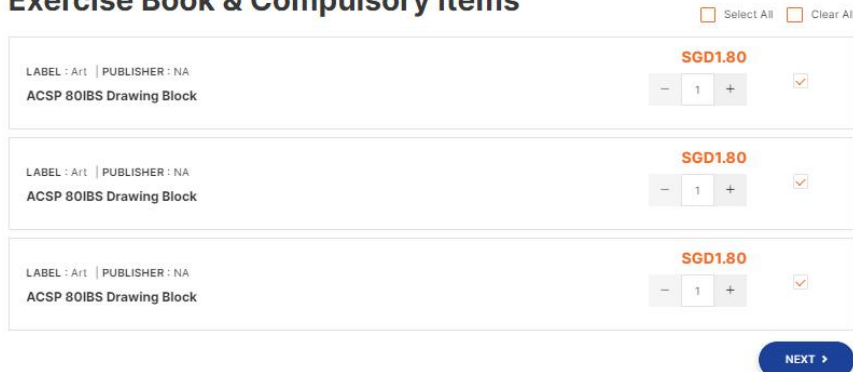 Exercise Book & Compulsory Items
Select All Clear Al
SGD1.80
LABEL : Art | PUBLISHER : NA
− 1 +
ACSP 80IBS Drawing Block
SGD1.80
LABEL : Art | PUBLISHER : NA
− 1 +
ACSP 80IBS Drawing Block
SGD1.80
LABEL : Art | PUBLISHER : NA
− 1 +
ACSP 80IBS Drawing Block
NEXT >